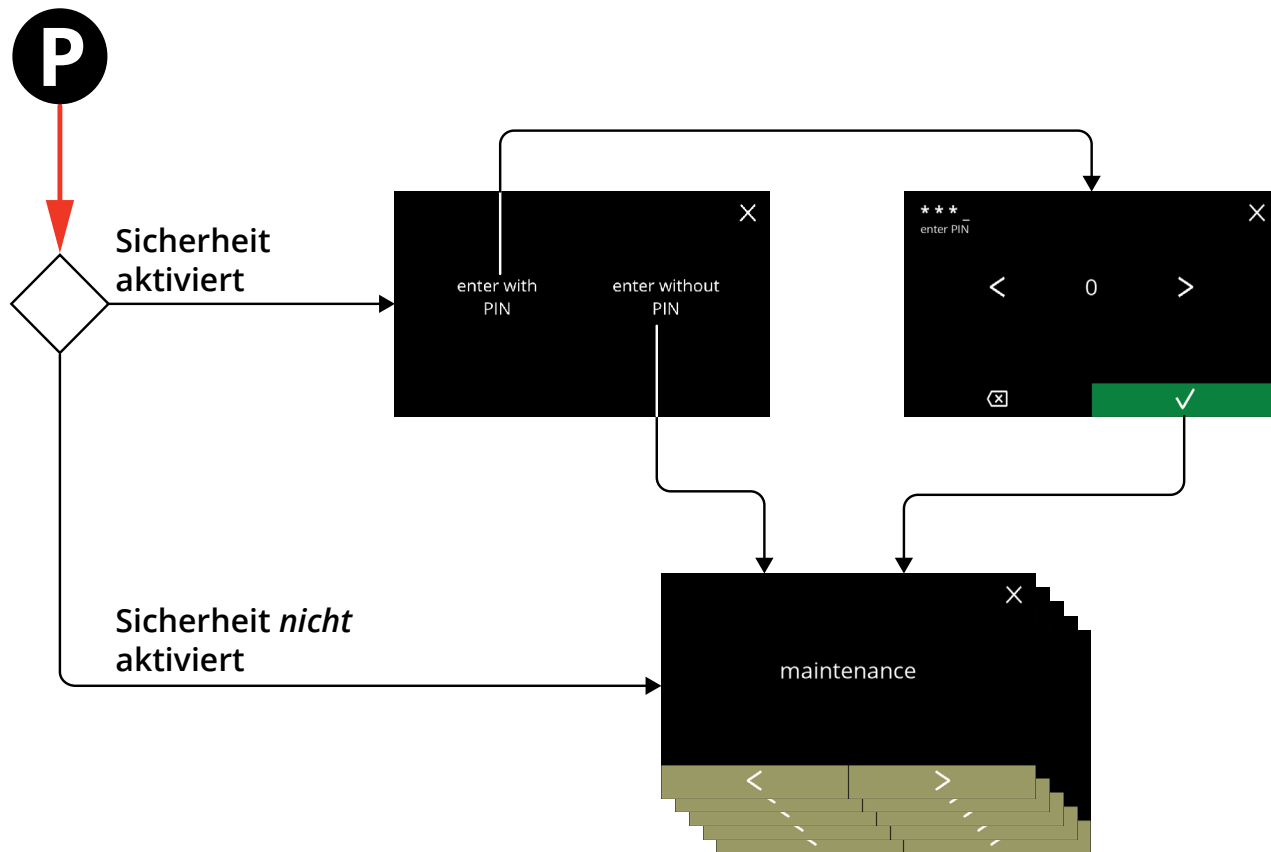 P
Sicherheit
aktiviert
enter with
PIN
enter without
PIN
* * * _
enter PIN
0
Sicherheit nicht
aktiviert
maintenance